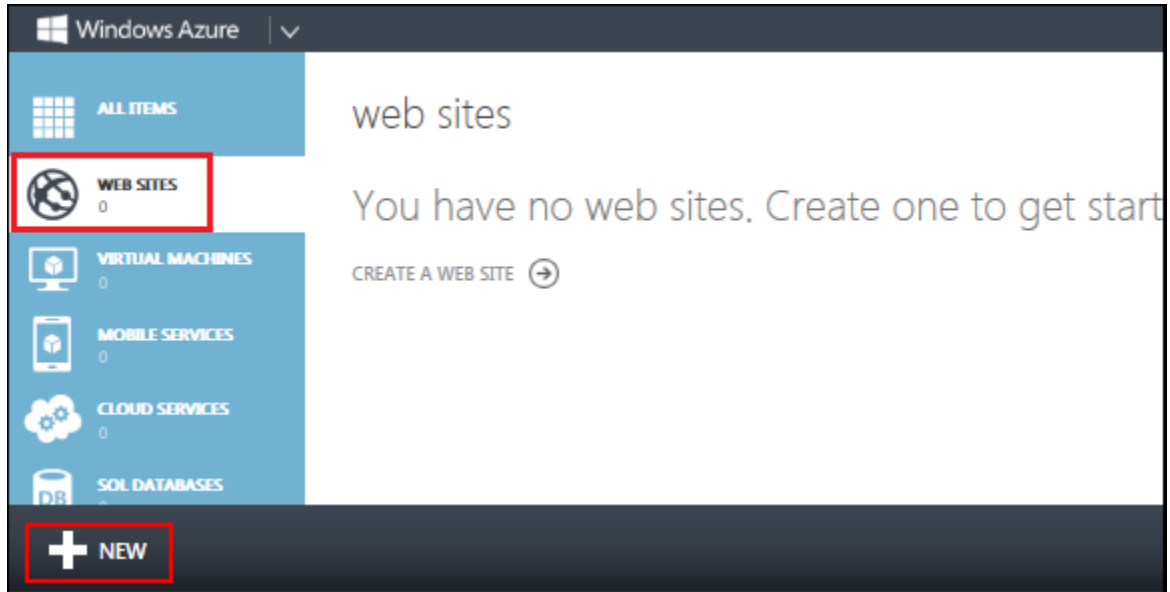 Windows Azure
ALL ITEMS
web sites
WEB SITES
0
You have no web sites. Create one to get start
VIRTUAL MACHINES
0
CREATE A WEB SITE
MOBILE SERVICES
0
CLOUD SERVICES
0
SQL DATABASES
DB
NEW